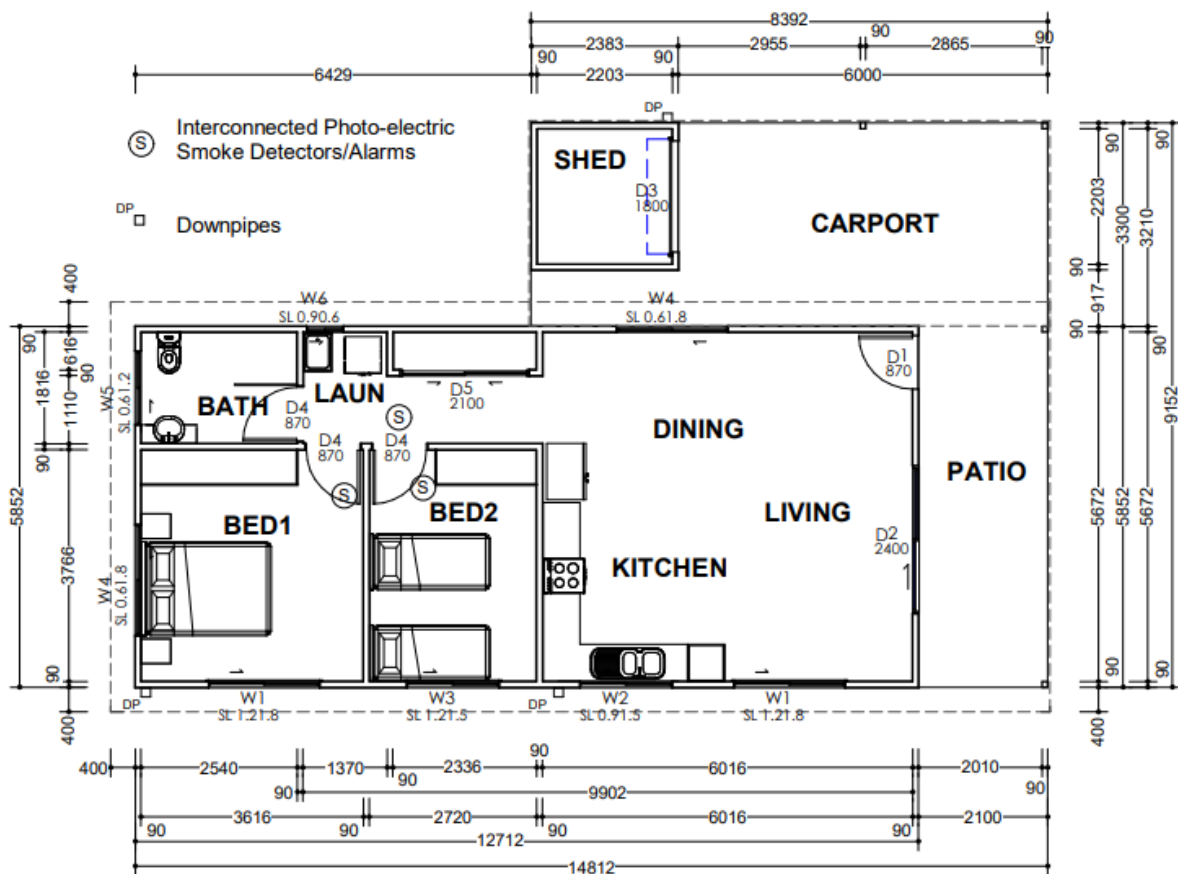 8392
90
2383
2955
2865
90
90
90
6429
2203
6000
DP
S
Interconnected Photo-electric
Smoke Detectors/Alarms
DP
Downpipes
SHED
D3
1800
CARPORT
90
2203
3300
3210
90
90
917
90
9152
400
W6
SL 0.90.6
W4
SL 0.61.8
90
616
90
1816
1110
90
W5
SL 0.61.2
BATH
LAUN
D4
870
D5
2100
S
D1
870
DINING
PATIO
D4
870
D4
870
S
S
BED1
BED2
LIVING
D2
2400
KITCHEN
5852
3766
90
400
W4
SL 0.61.8
5672
5852
5672
90
90
400
DP
W1
SL 1.21.8
W3
SL 1.21.5
DP
W2
SL 0.91.5
W1
SL 1.21.8
400
2540
1370
2336
90
6016
2010
90
90
9902
90
3616
2720
6016
2100
90
90
90
90
12712
14812